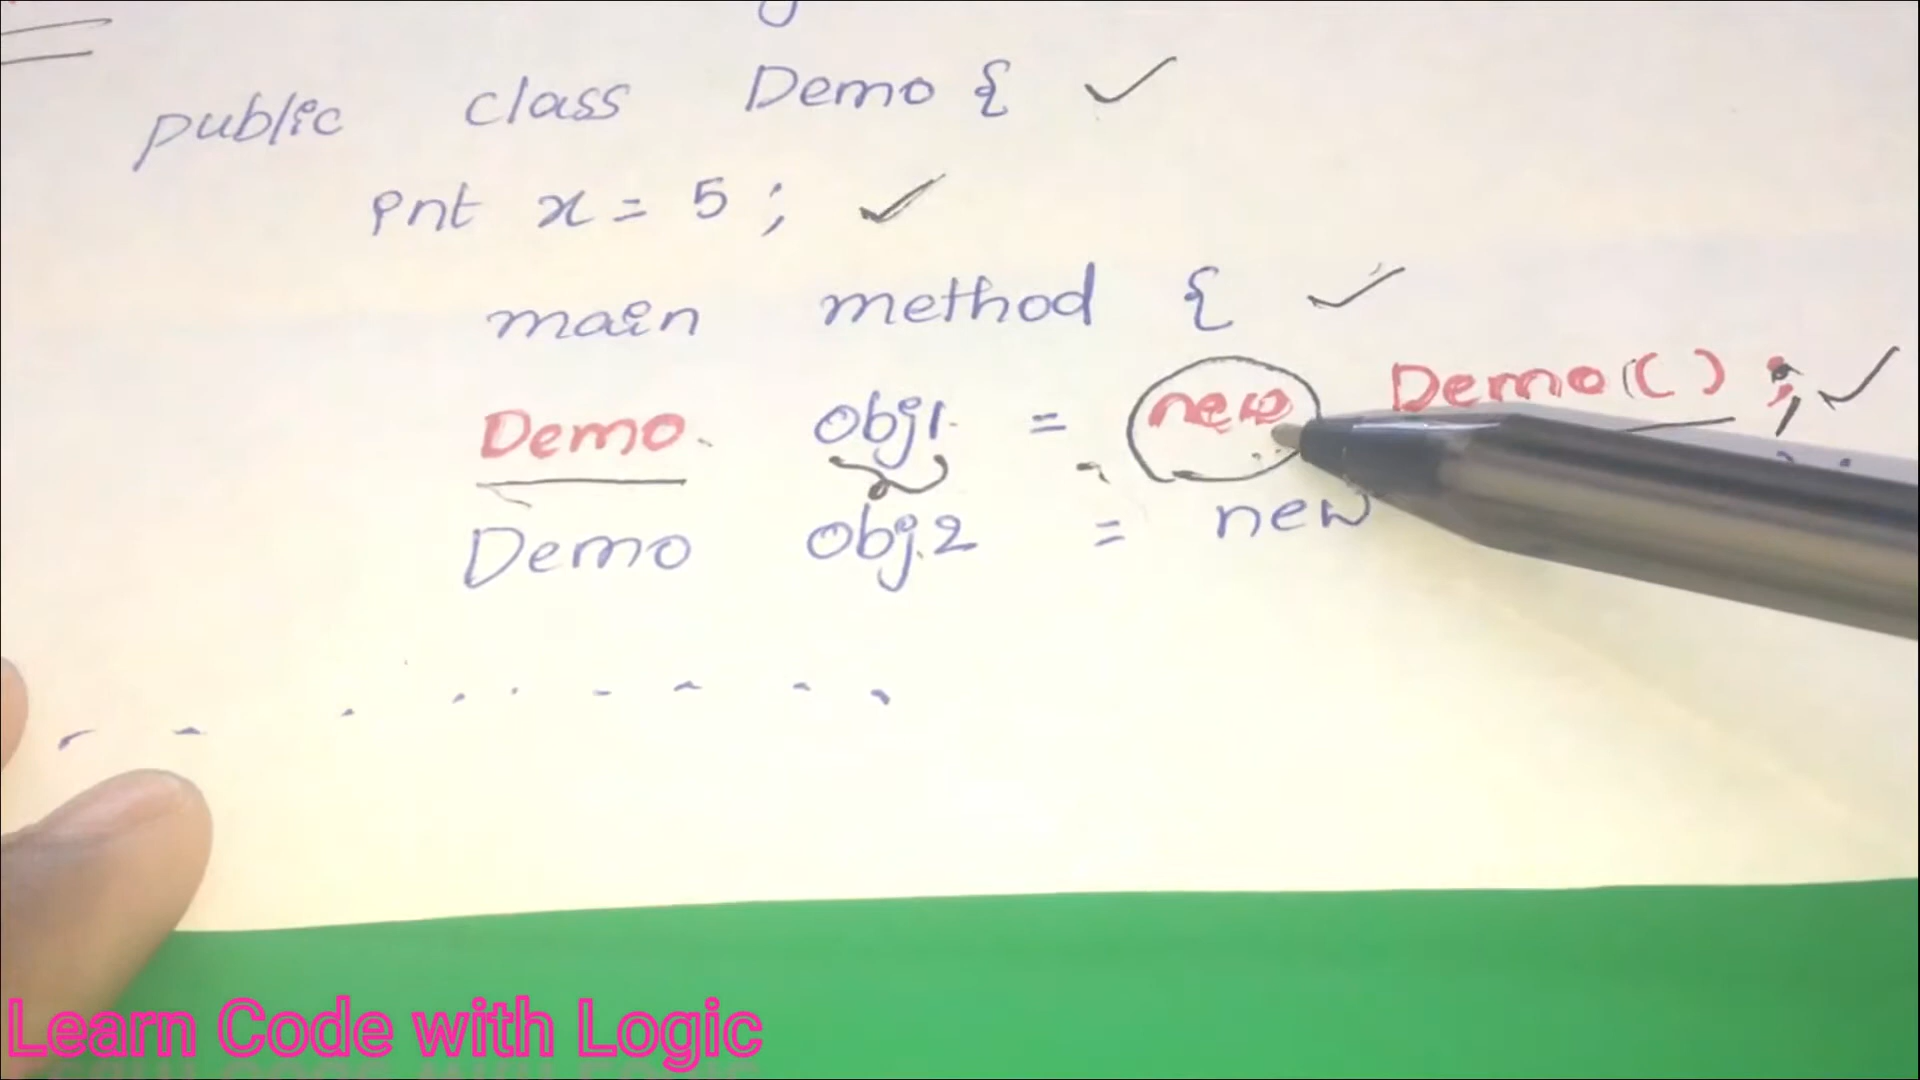 public class Demo {
int x = 5 ;
main method {
Demo obj1 = new Demo ( ) ;
Demo obj2 = new
Learn Code with Logic